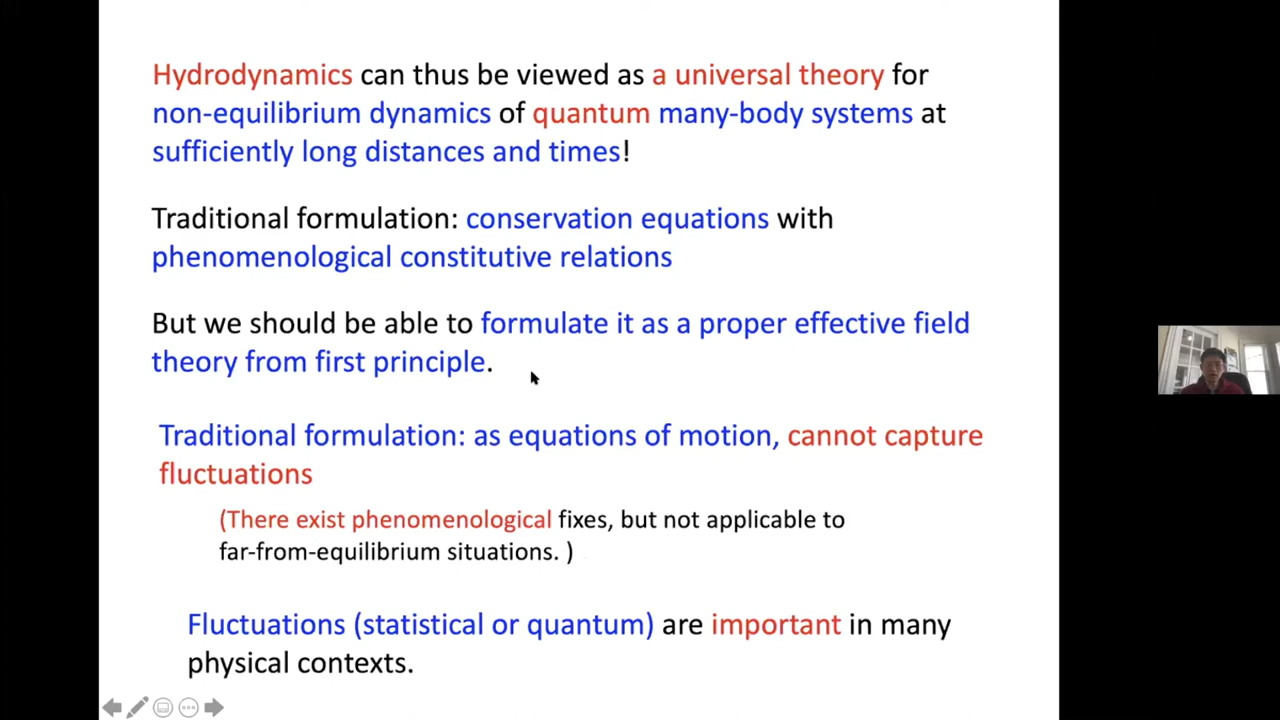 Hydrodynamics can thus be viewed as a universal theory for
non-equilibrium dynamics of quantum many-body systems at
sufficiently long distances and times!
Traditional formulation: conservation equations with
phenomenological constitutive relations
But we should be able to formulate it as a proper effective field
theory from first principle.
Traditional formulation: as equations of motion, cannot capture
fluctuations
(There exist phenomenological fixes, but not applicable to
far-from-equilibrium situations. )
Fluctuations (statistical or quantum) are important in many
physical contexts.